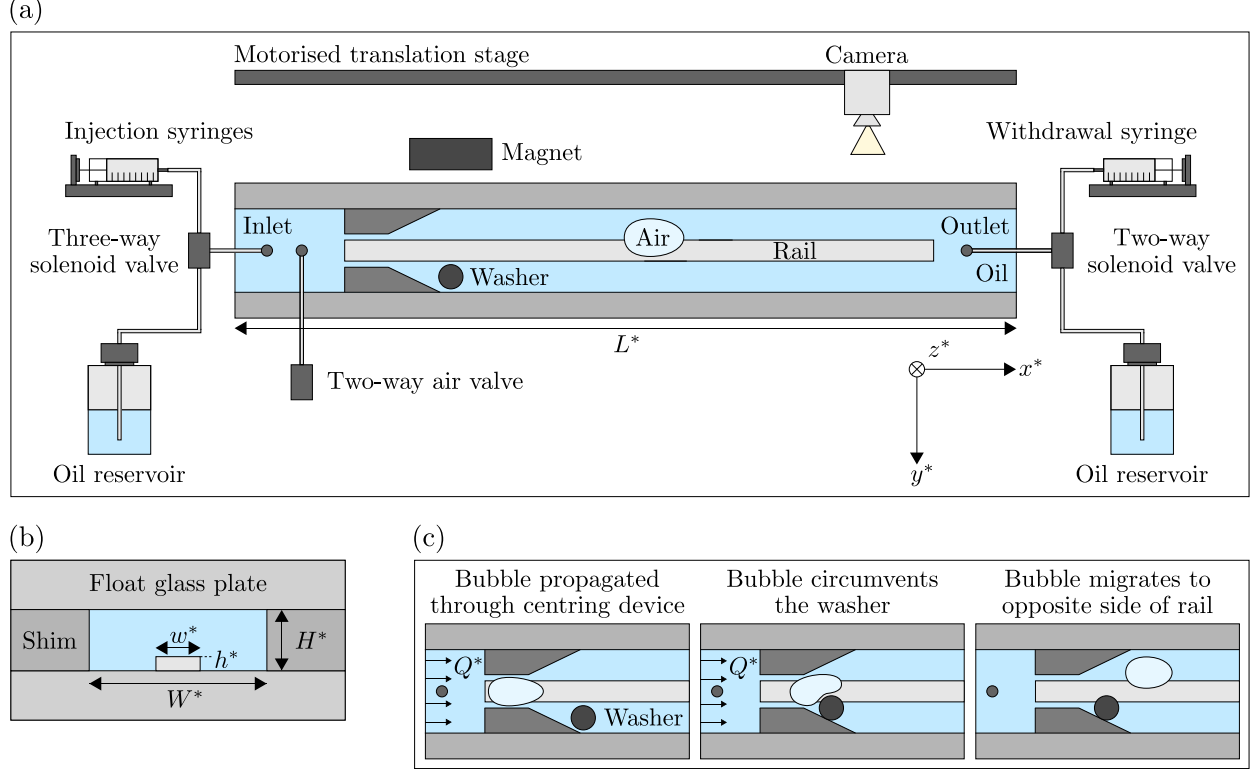 (a)
Motorised translation stage
Camera
Injection syringes
Magnet
Withdrawal syringe
Inlet
Outlet
Three-way
solenoid valve
Air
Rail
Two-way
solenoid valve
Washer
Oil
L*
z*
x*
Two-way air valve
y*
Oil reservoir
Oil reservoir
(b)
Float glass plate
Shim
w*
H*
h*
W*
(c)
Bubble propagated
through centring device
Bubble circumvents
the washer
Bubble migrates to
opposite side of rail
Q*
Q*
Washer